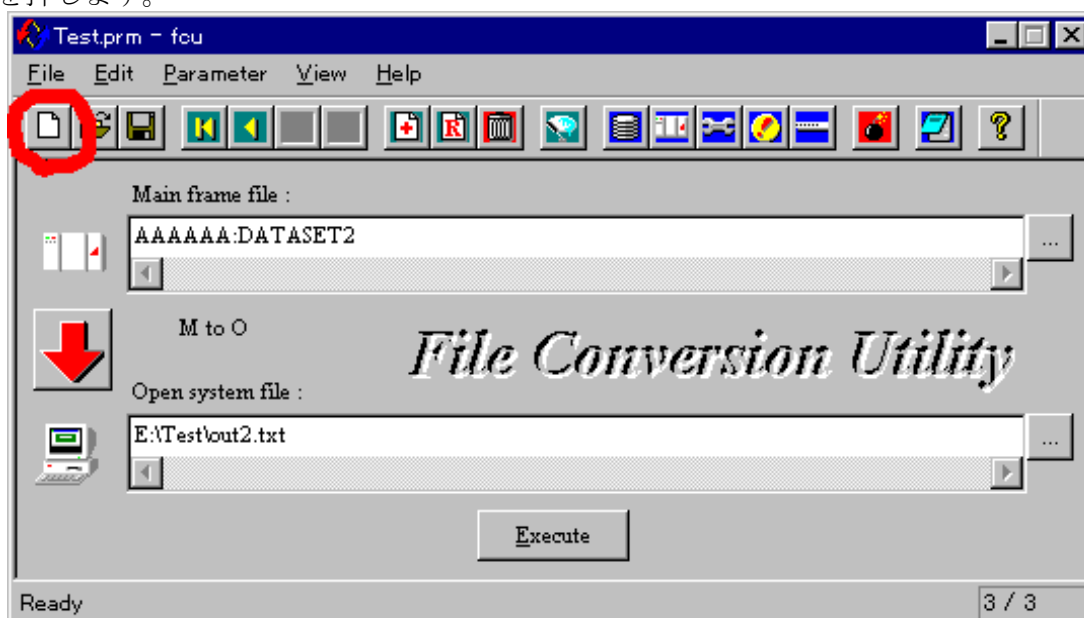 を押します。
Test.prm - fcu
File Edit Parameter View Help
Main frame file :
AAAAAA:DATASET2
...
M to O
File Conversion Utility
Open system file :
E:\Test\out2.txt
...
Execute
Ready
3 / 3